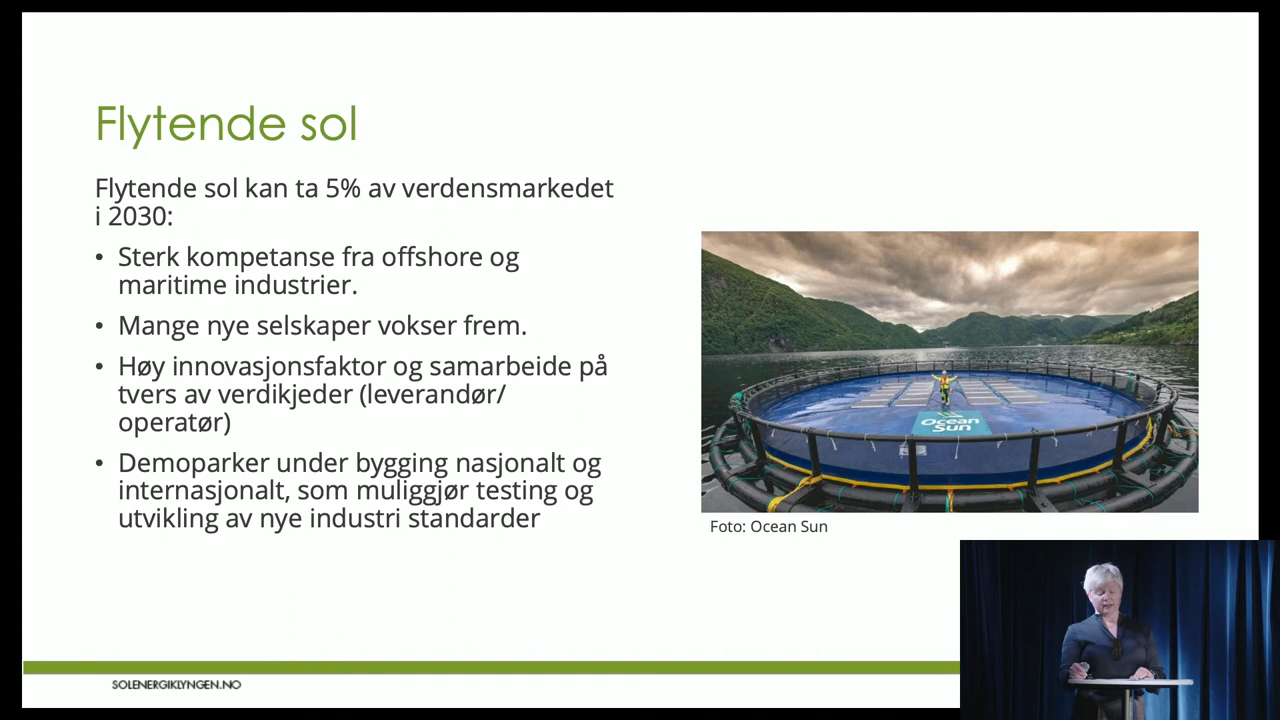 Flytende sol
Flytende sol kan ta 5% av verdensmarkedet
i 2030:
• Sterk kompetanse fra offshore og
maritime industrier.
• Mange nye selskaper vokser frem.
• Høy innovasjonsfaktor og samarbeide på
tvers av verdikjeder (leverandør/
operatør)
• Demoparker under bygging nasjonalt og
internasjonalt, som muliggjør testing og
utvikling av nye industri standarder
Ocean
Sun
Foto: Ocean Sun
SOLENERGIKLYNGEN.NO